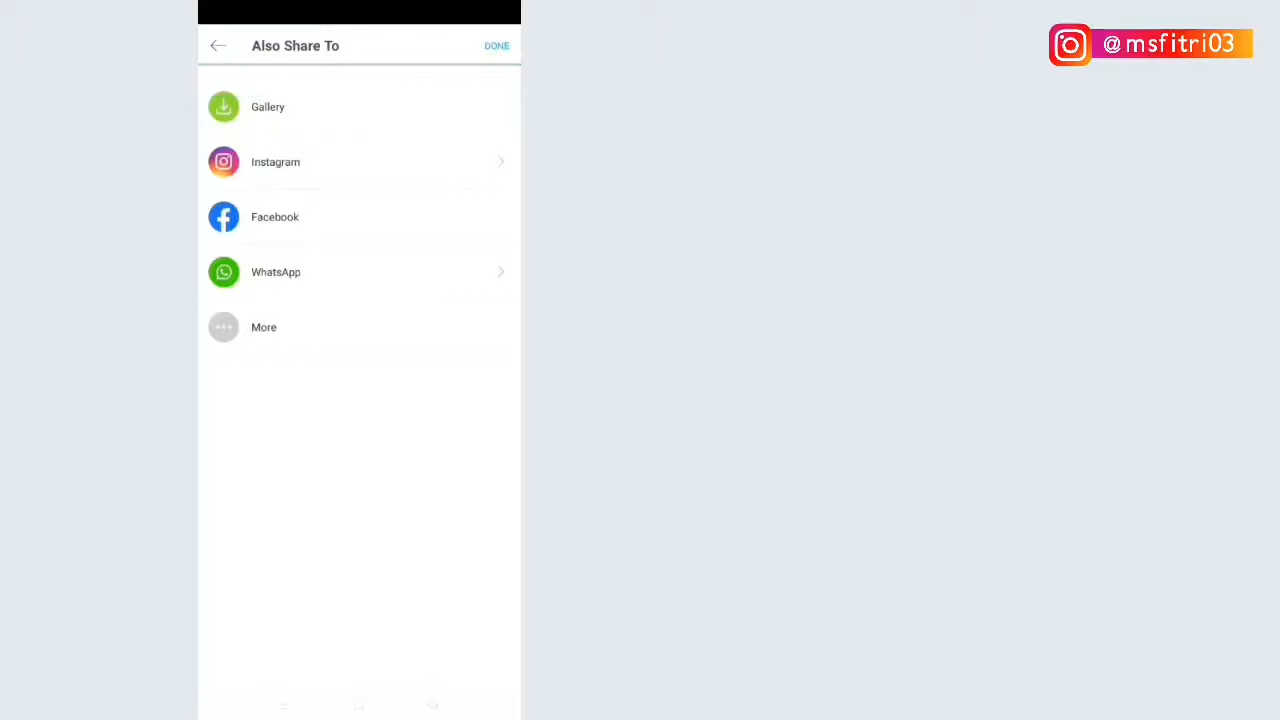 Also Share To
DONE
@msfitri03
Gallery
Instagram
Facebook
WhatsApp
More